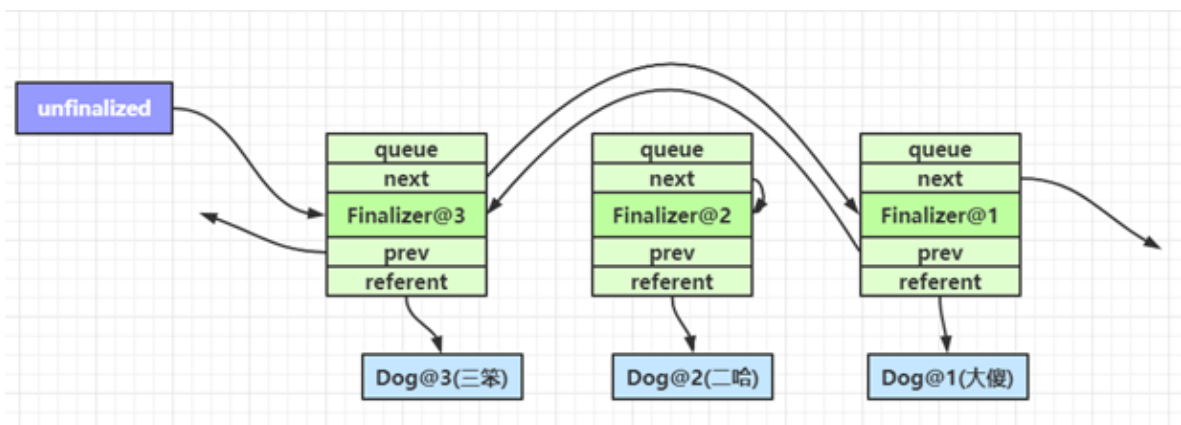 unfinalized
queue
next
Finalizer@3
prev
referent
Dog@3(三笨)
queue
next
Finalizer@2
prev
referent
Dog@2(二哈)
queue
next
Finalizer@1
prev
referent
Dog@1(大傻)